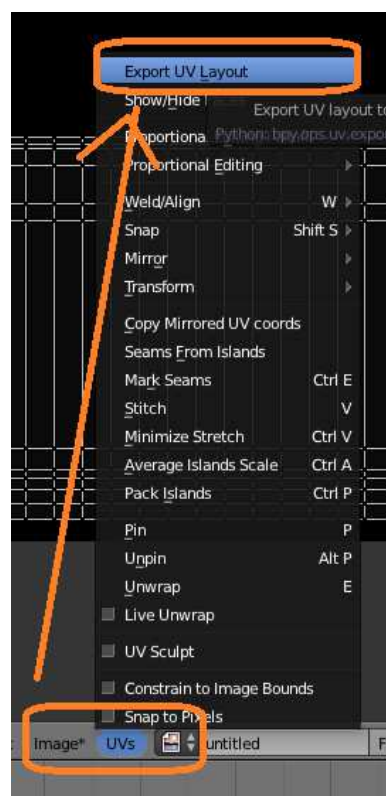 Export UV Layout
Show/Hide
Export UV layout to
Proportiona
Python: bpy.ops.uv.expor
Proportional Editing
Weld/Align W
Snap Shift S
Mirror
Transform
Copy Mirrored UV coords
Seams From Islands
Mark Seams Ctrl E
Stitch V
Minimize Stretch Ctrl V
Average Islands Scale Ctrl A
Pack Islands Ctrl P
Pin P
Unpin Alt P
Unwrap E
Live Unwrap
UV Sculpt
Constrain to Image Bounds
Snap to Pixels
Image* UVs untitled F